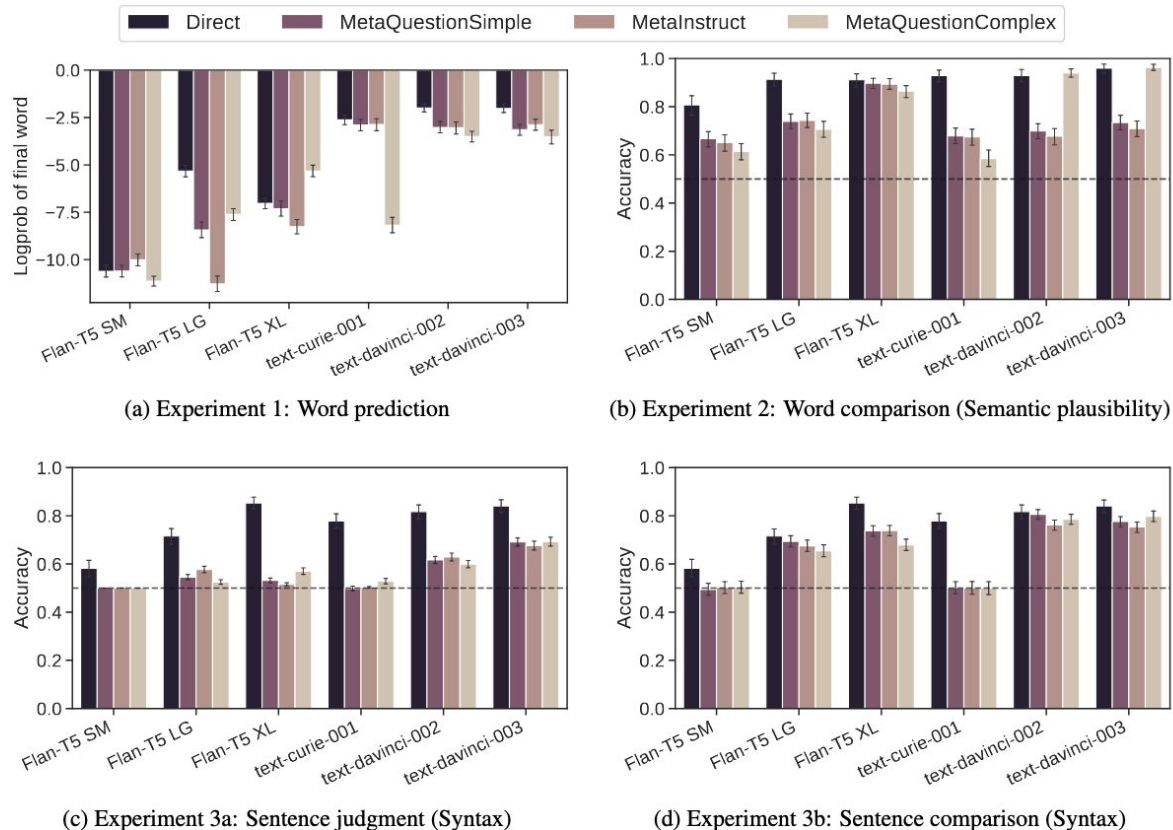 Direct MetaQuestionSimple MetaInstruct MetaQuestionComplex
Logprob of final word
0.0
−2.5
−5.0
−7.5
−10.0
Flan-T5 SM
Flan-T5 LG
Flan-T5 XL
text-curie-001
text-davinci-002
text-davinci-003
(a) Experiment 1: Word prediction
Accuracy
1.0
0.8
0.6
0.4
0.2
0.0
Flan-T5 SM
Flan-T5 LG
Flan-T5 XL
text-curie-001
text-davinci-002
text-davinci-003
(b) Experiment 2: Word comparison (Semantic plausibility)
Accuracy
1.0
0.8
0.6
0.4
0.2
0.0
Flan-T5 SM
Flan-T5 LG
Flan-T5 XL
text-curie-001
text-davinci-002
text-davinci-003
(c) Experiment 3a: Sentence judgment (Syntax)
Accuracy
1.0
0.8
0.6
0.4
0.2
0.0
Flan-T5 SM
Flan-T5 LG
Flan-T5 XL
text-curie-001
text-davinci-002
text-davinci-003
(d) Experiment 3b: Sentence comparison (Syntax)